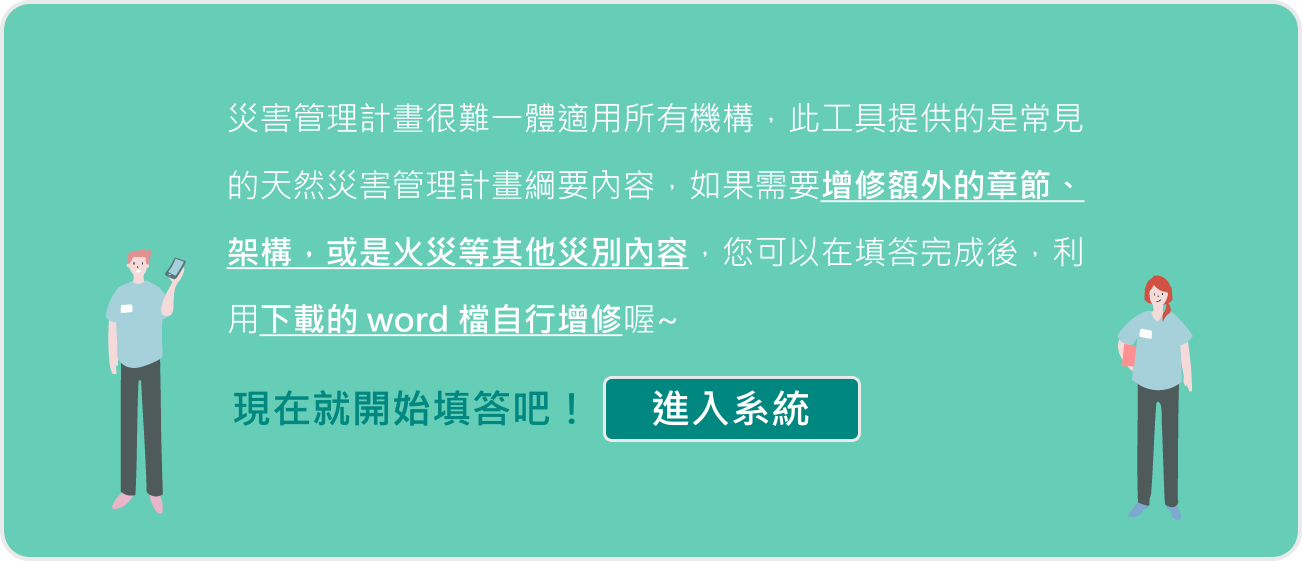 災害管理計畫很難一體適用所有機構，此工具提供的是常見
的天然災害管理計畫綱要內容，如果需要增修額外的章節、
架構，或是火災等其他災別內容，您可以在填答完成後，利
用下載的 word 檔自行增修喔~
現在就開始填答吧！ 進入系統